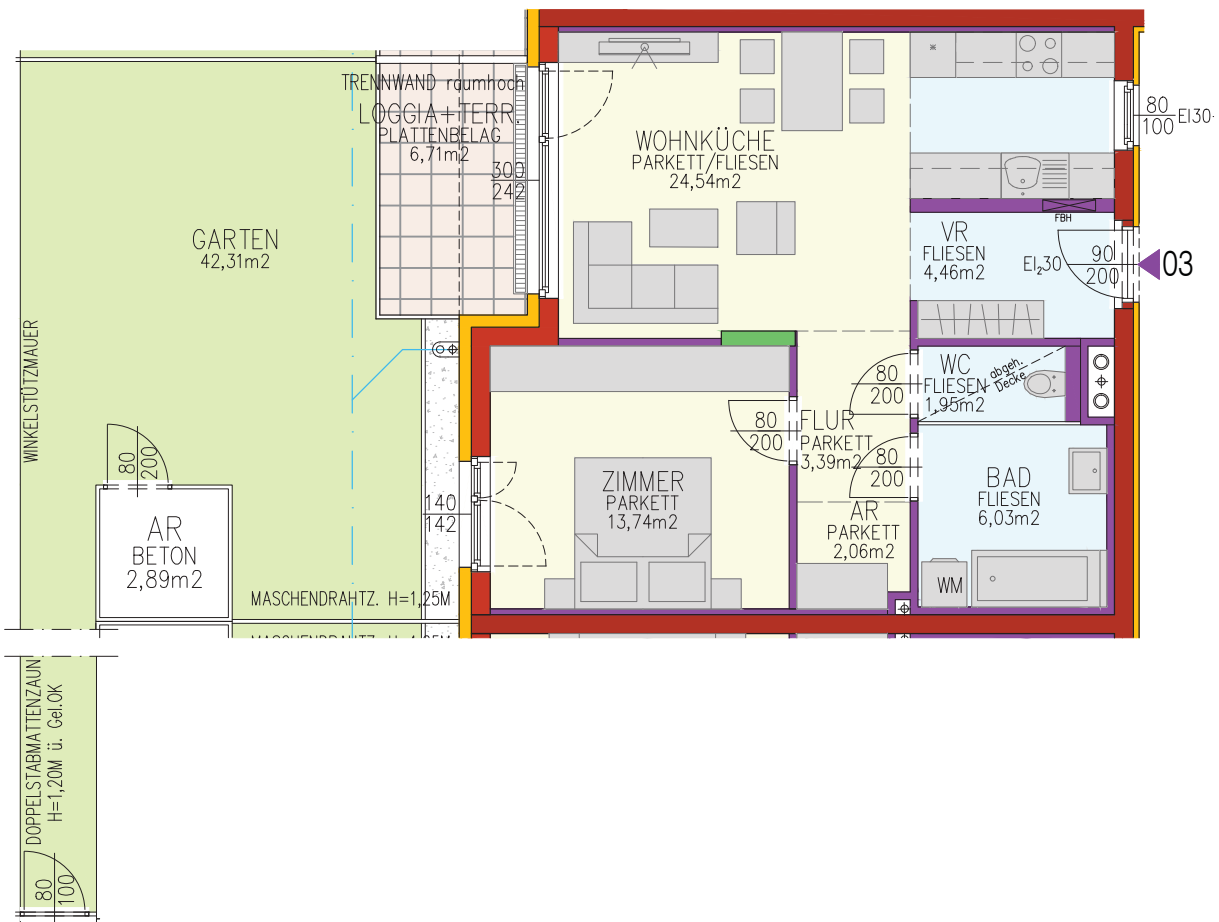 TRENNWAND raumhoch
LOGGIA+TERR.
PLATTENBELAG
6,71m2
300
242
WOHNKÜCHE
PARKETT/FLIESEN
24,54m2
80
100
EI30
GARTEN
42,31m2
VR
FLIESEN
4,46m2
FBH
EI₂30
90
200
03
WINKELSTÜTZMAUER
80
200
AR
BETON
2,89m2
140
142
ZIMMER
PARKETT
13,74m2
80
200
FLUR
PARKETT
3,39m2
80
200
WC
FLIESEN
1,95m2
abgeh.
Decke
80
200
BAD
FLIESEN
6,03m2
AR
PARKETT
2,06m2
WM
MASCHENDRAHTZ. H=1,25M
DOPPELSTABMATTENZAUN
H=1,20M ü. Gel.OK
80
100